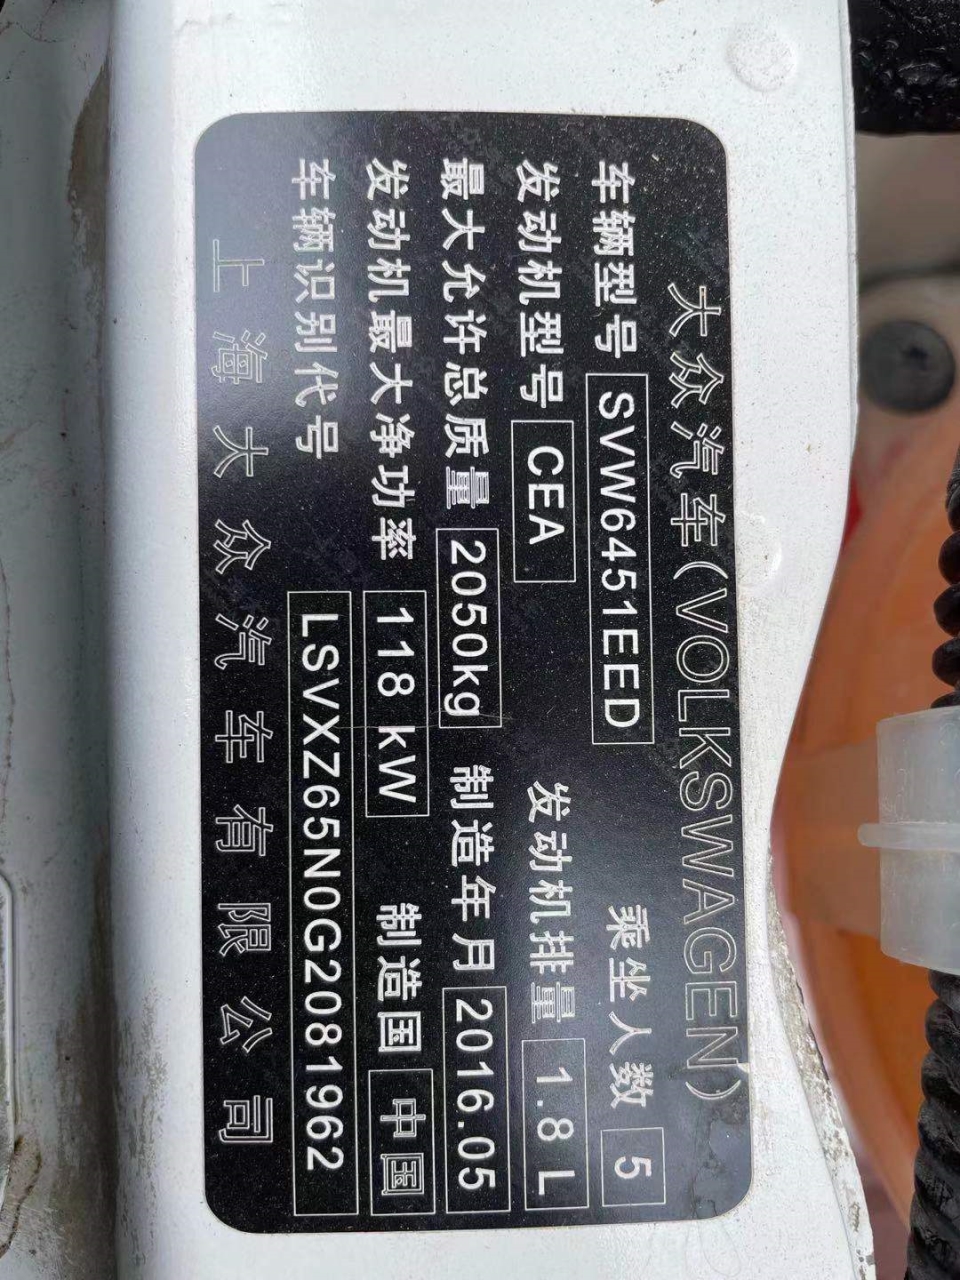 大众汽车(VOLKSWAGEN)
车辆型号 SVW6451EED 乘坐人数 5
发动机型号 CEA 发动机排量 1.8L
最大允许总质量 2050kg 制造年月 2016.05
发动机最大净功率 118 kW 制造国 中国
车辆识别代号 LSVXZ65N0G2081962
上海大众汽车有限公司